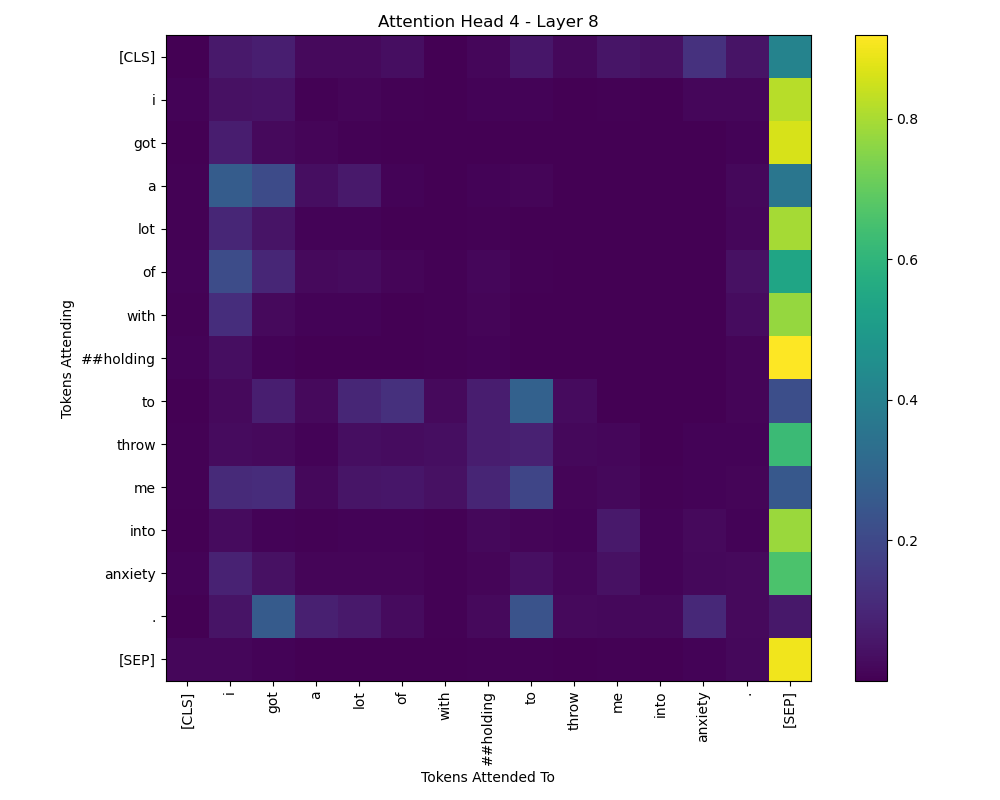 Attention Head 4 - Layer 8
[CLS]
i
got
a
lot
of
with
##holding
to
throw
me
into
anxiety
.
[SEP]
Tokens Attending
[CLS]
i
got
a
lot
of
with
##holding
to
throw
me
into
anxiety
.
[SEP]
Tokens Attended To
0.8
0.6
0.4
0.2